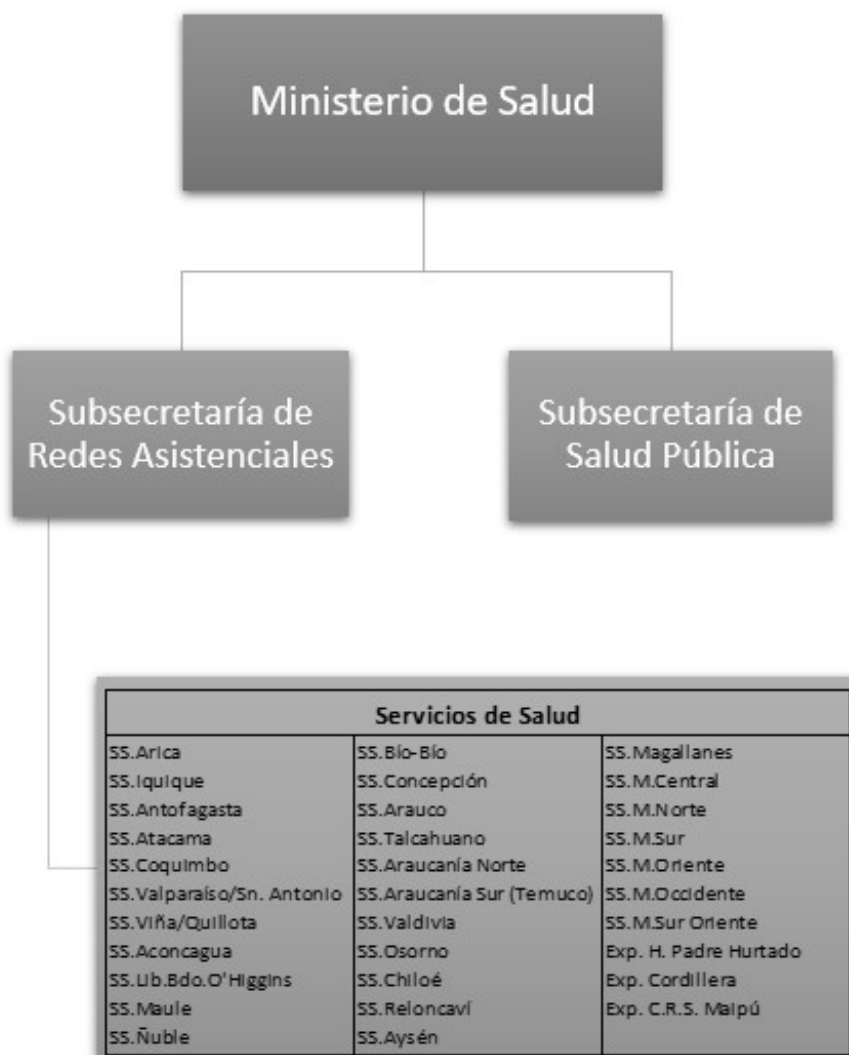 Ministerio de Salud
Subsecretaría de
Redes Asistenciales
Subsecretaría de
Salud Pública
Servicios de Salud
SS.Arica
SS.Iquique
SS.Antofagasta
SS.Atacama
SS.Coquimbo
SS.Valparaíso/Sn. Antonio
SS.Viña/Quillota
SS.Aconcagua
SS.Lib.Bdo.O'Higgins
SS.Maule
SS.Ñuble
SS.Bío-Bío
SS.Concepción
SS.Arauco
SS.Talcahuano
SS.Araucanía Norte
SS.Araucanía Sur (Temuco)
SS.Valdivia
SS.Osorno
SS.Chiloé
SS.Reloncaví
SS.Aysén
SS.Magallanes
SS.M.Central
SS.M.Norte
SS.M.Sur
SS.M.Oriente
SS.M.Occidente
SS.M.Sur Oriente
Exp. H. Padre Hurtado
Exp. Cordillera
Exp. C.R.S. Maipú